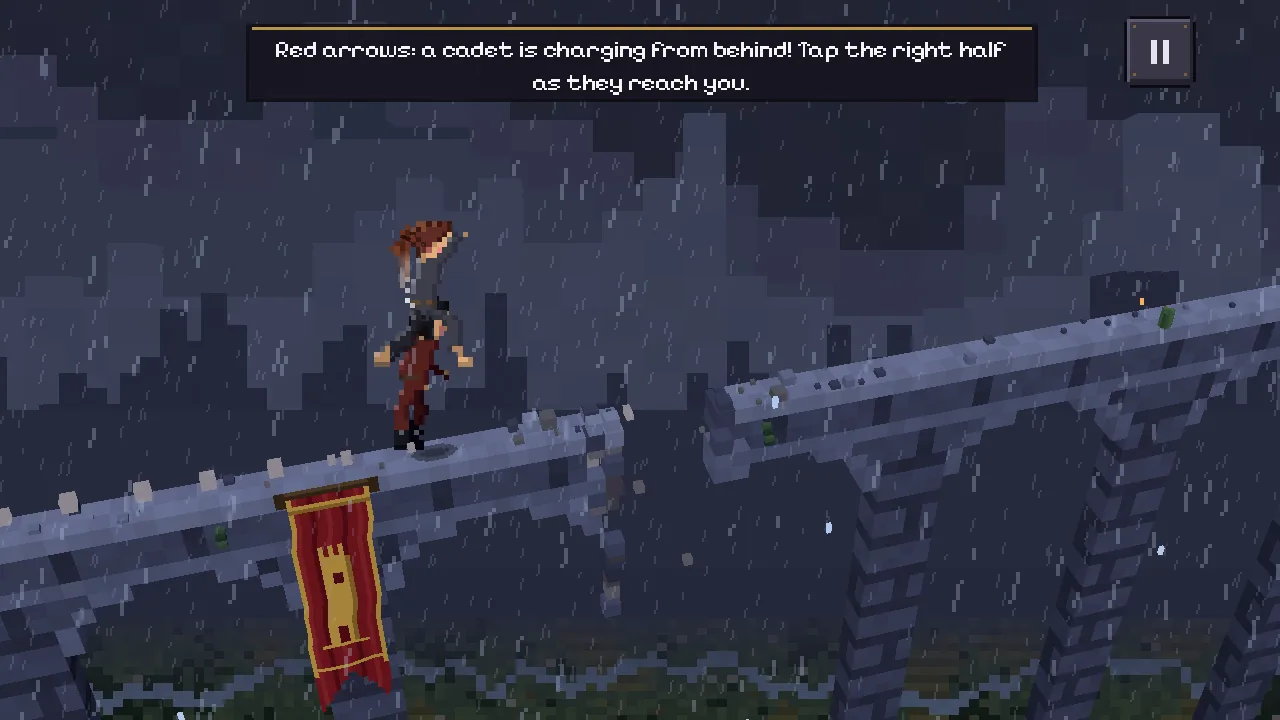 Red arrows: a cadet is charging from behind! Tap the right half
as they reach you.